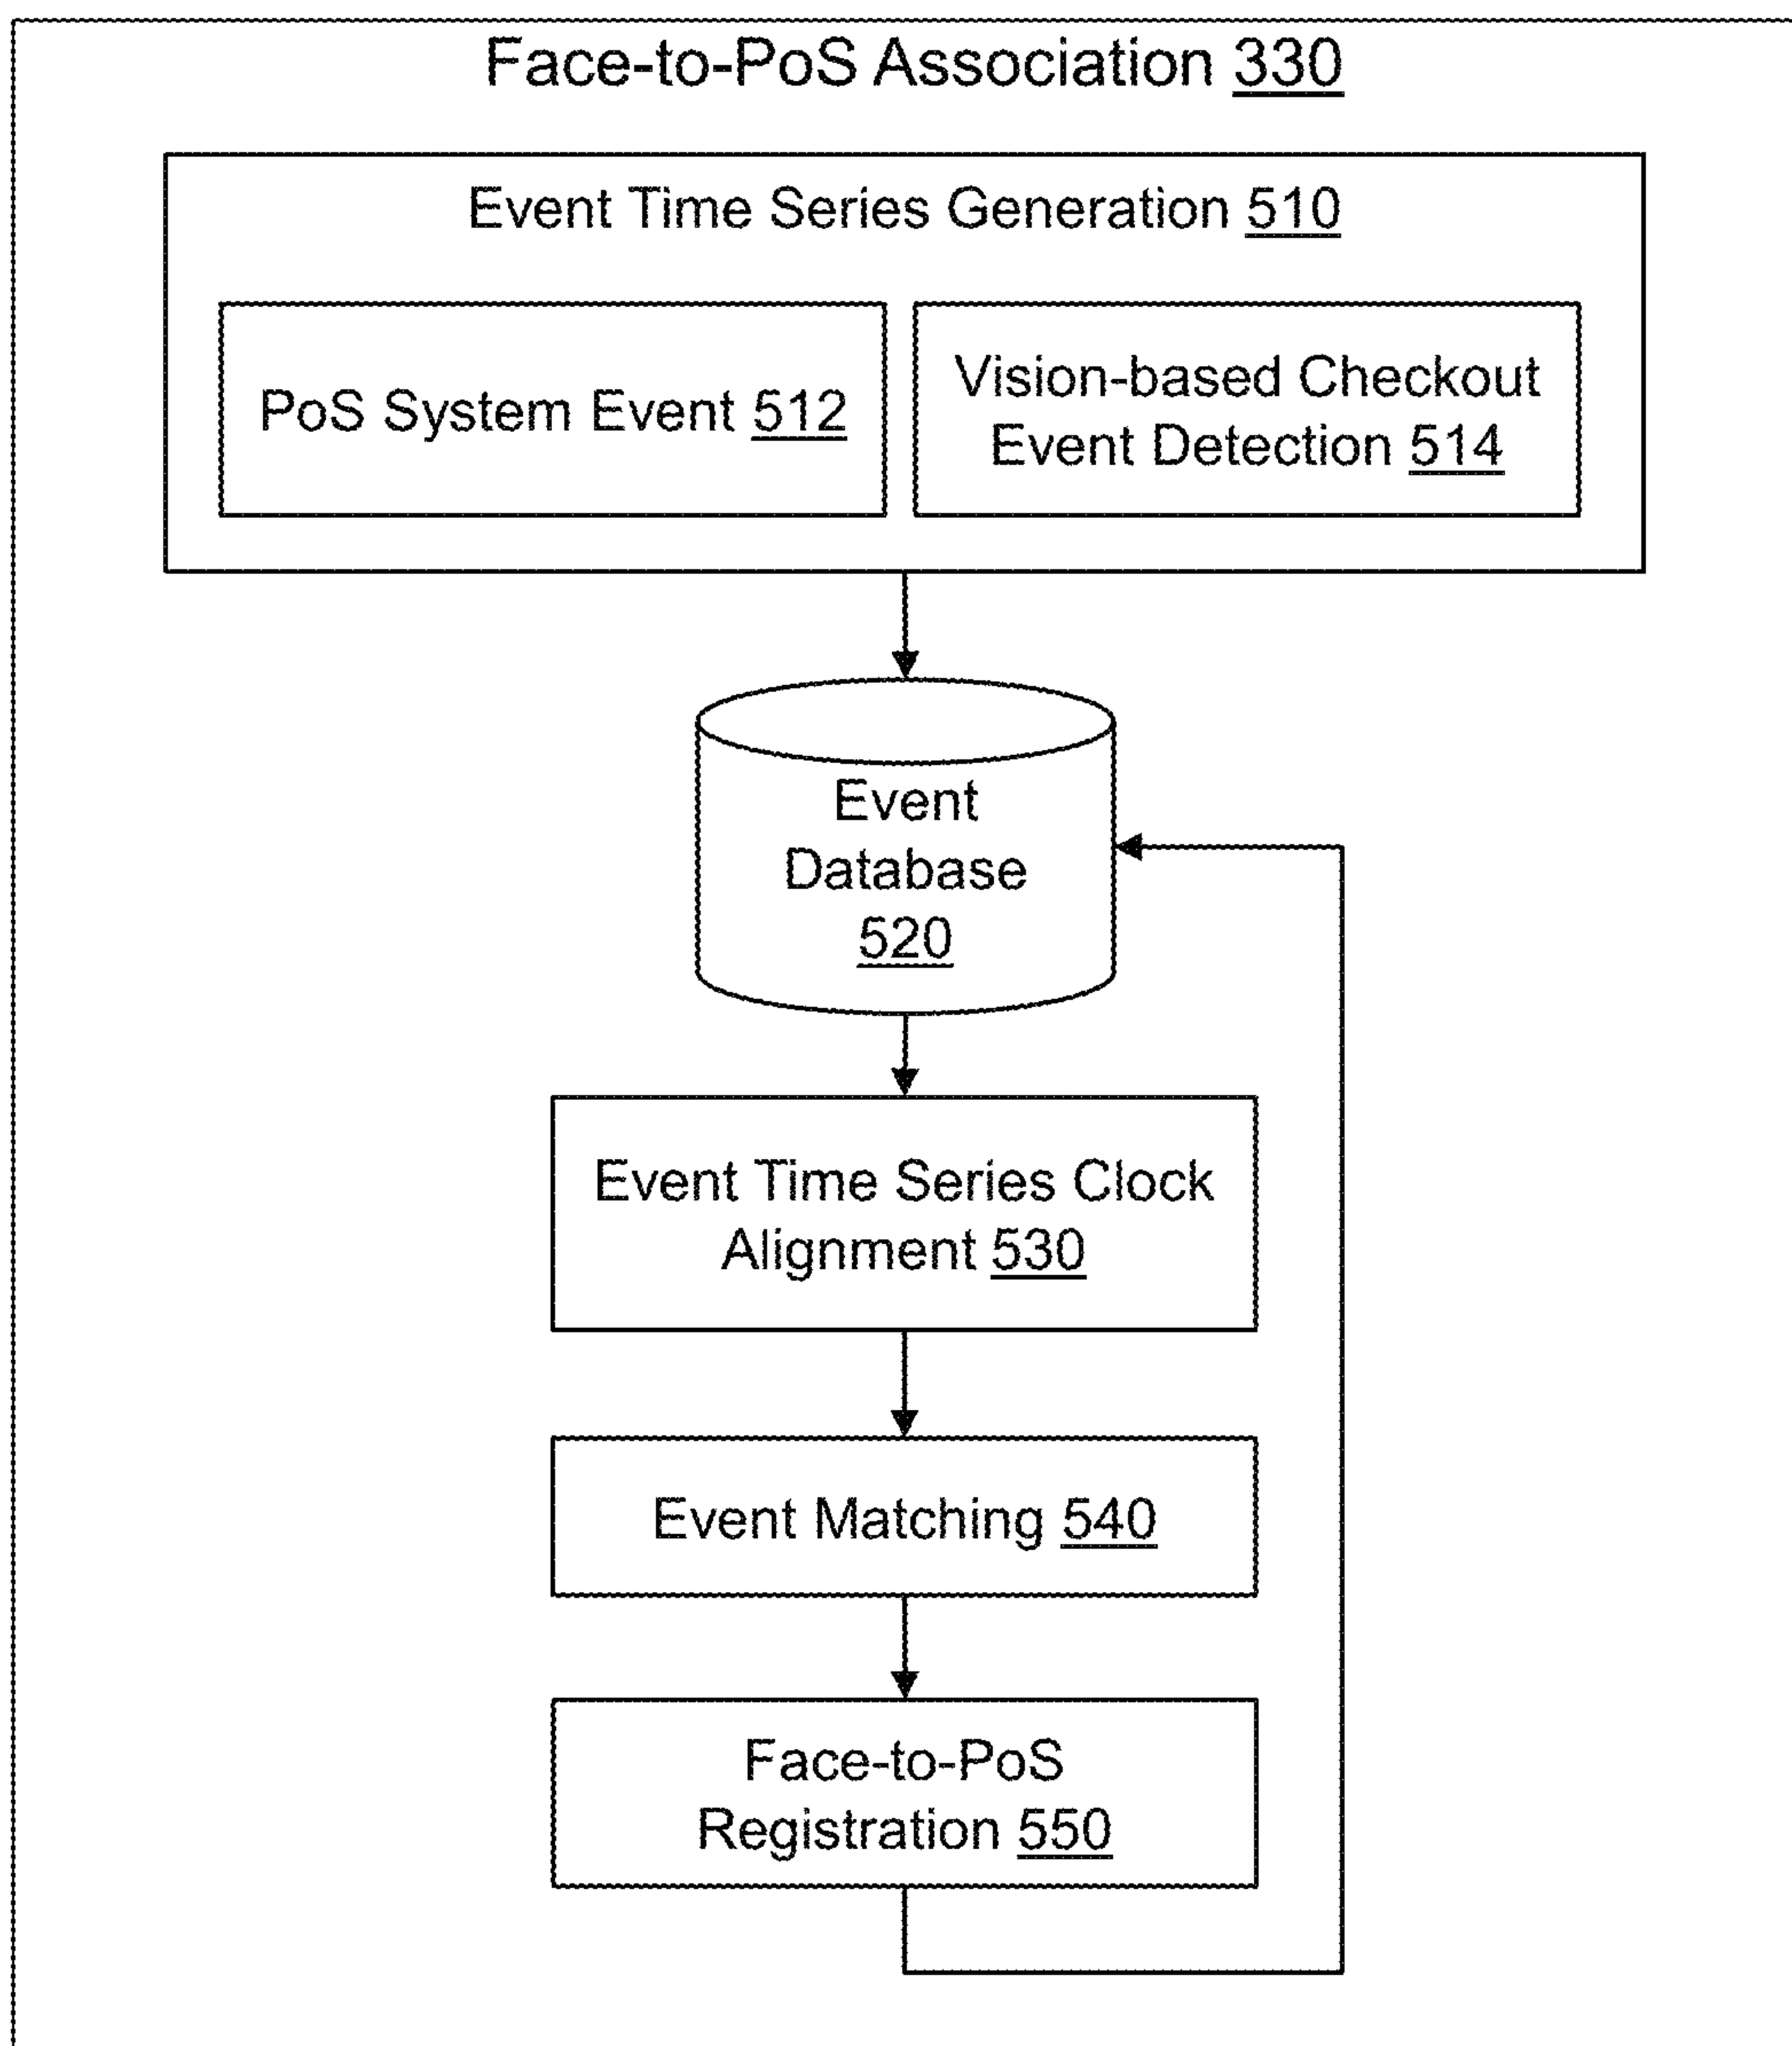 Face-to-PoS Association 330
Event Time Series Generation 510
PoS System Event 512
Vision-based Checkout
Event Detection 514
Event
Database
520
Event Time Series Clock
Alignment 530
Event Matching 540
Face-to-PoS
Registration 550